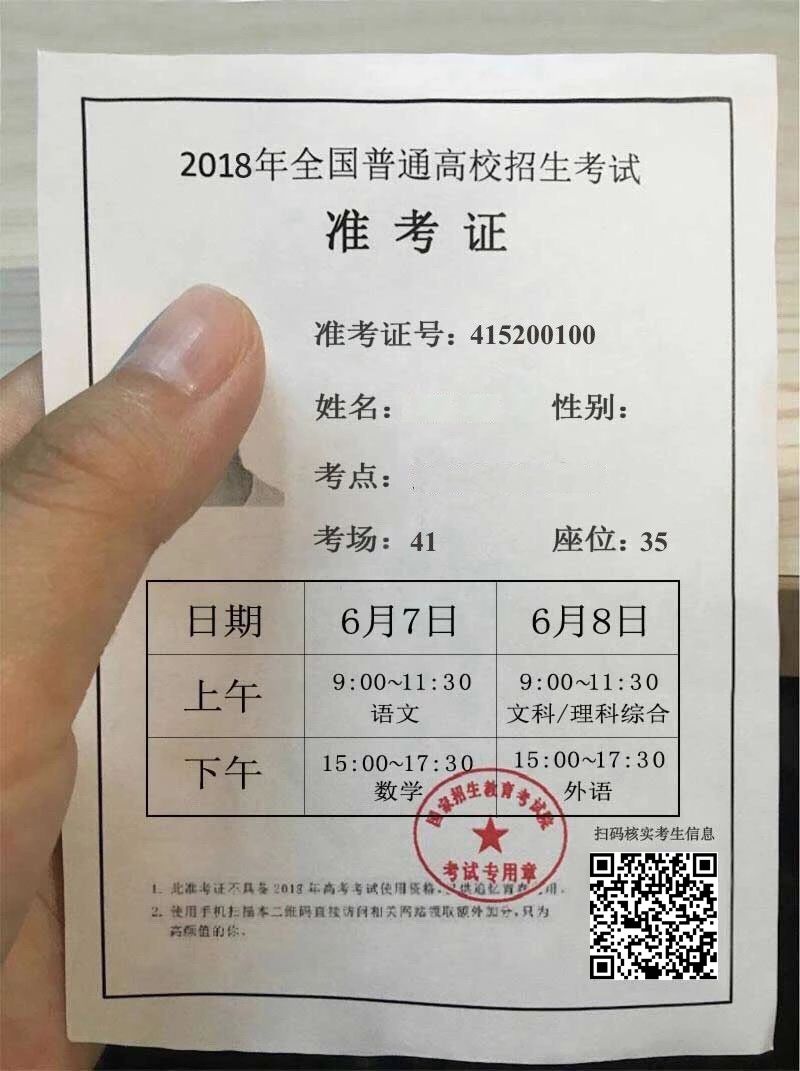 2018年全国普通高校招生考试
准考证
准考证号：415200100
姓名： 性别：
考点：
考场：41 座位：35
日期 6月7日 6月8日
上午 9:00~11:30 9:00~11:30
语文 文科/理科综合
下午 15:00~17:30 15:00~17:30
数学 外语
国家招生教育考试院
考试专用章
扫码核实考生信息
1. 此准考证不具备2018年高考考试使用资格，只供追忆青春 用。
2. 使用手机扫描本二维码直接访问相关网站领取额外加分，只为
高颜值的你。